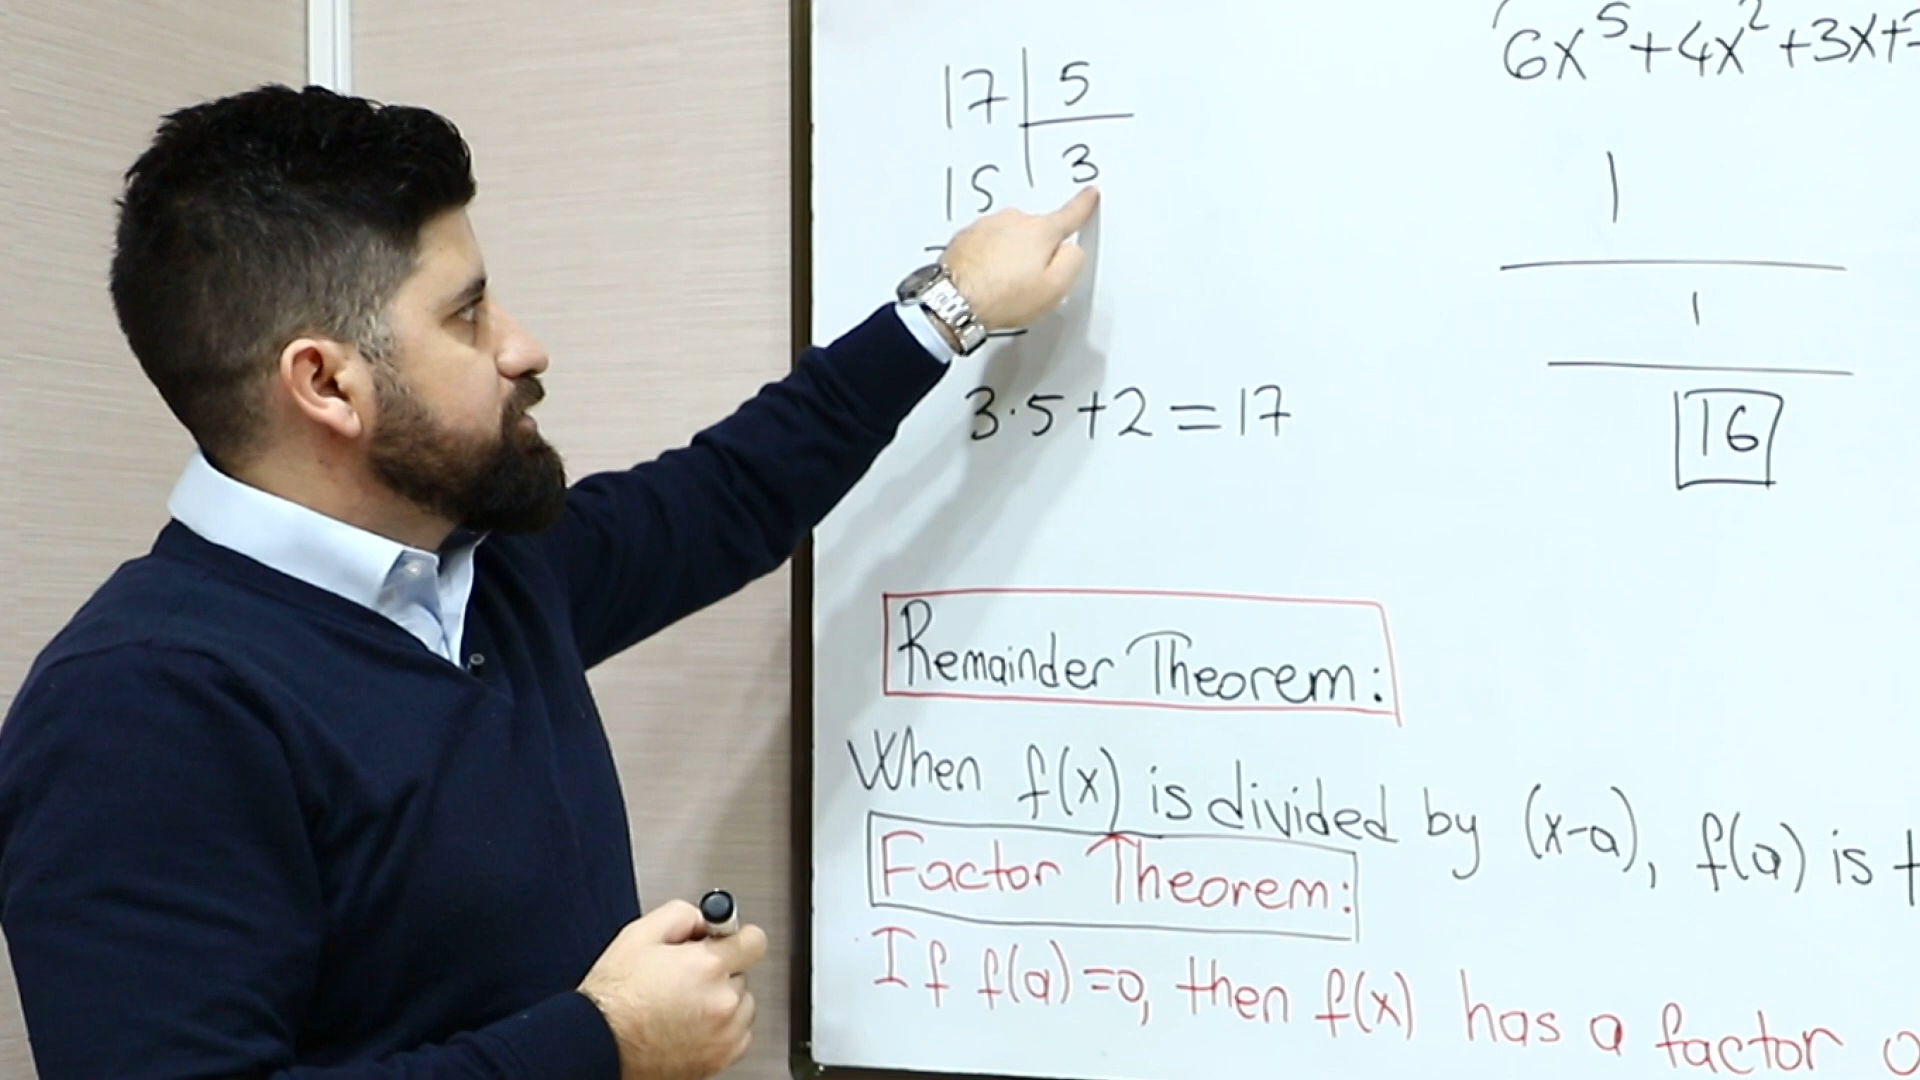 17 5
15 3
3·5+2=17
6x⁵+4x²+3x+
1
1
16
Remainder Theorem:
When f(x) is divided by (x-a), f(a) is
Factor Theorem:
If f(a)=0, then f(x) has a factor